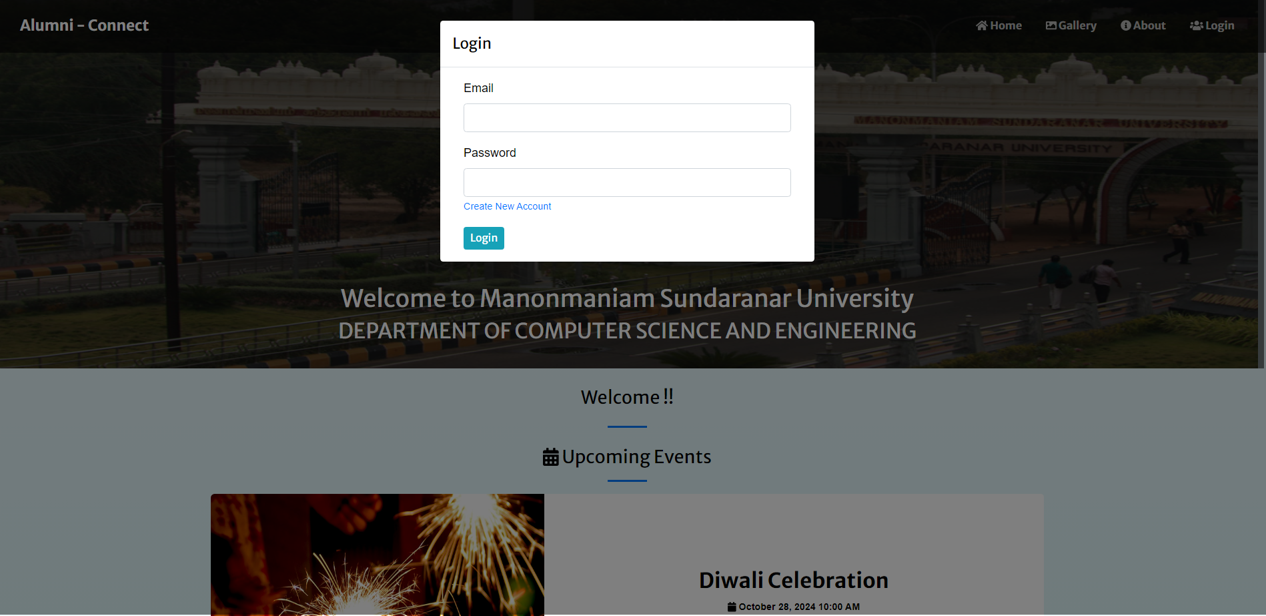 Alumni - Connect
Home
Gallery
About
Login
Login
Email
Password
Create New Account
Login
MANONMANIAM SUNDARANAR UNIVERSITY
ARANAR UNIVERSITY
Welcome to Manonmaniam Sundaranar University
DEPARTMENT OF COMPUTER SCIENCE AND ENGINEERING
Welcome !!
Upcoming Events
Diwali Celebration
October 28, 2024 10:00 AM